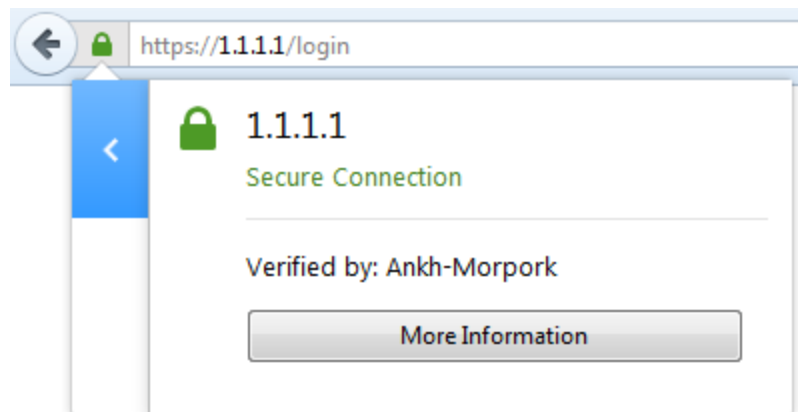 https://1.1.1.1/login
1.1.1.1
Secure Connection
Verified by: Ankh-Morpork
More Information